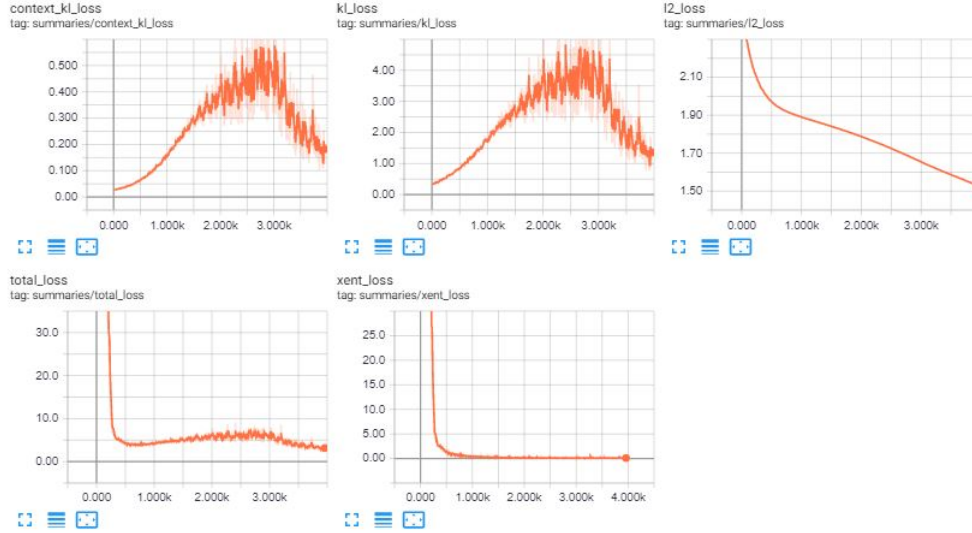 context_kl_loss
tag: summaries/context_kl_loss
0.500
0.400
0.300
0.200
0.100
0.00
0.000 1.000k 2.000k 3.000k
kl_loss
tag: summaries/kl_loss
4.00
3.00
2.00
1.00
0.00
0.000 1.000k 2.000k 3.000k
l2_loss
tag: summaries/l2_loss
2.10
1.90
1.70
1.50
0.000 1.000k 2.000k 3.000k
total_loss
tag: summaries/total_loss
30.0
20.0
10.0
0.00
0.000 1.000k 2.000k 3.000k
xent_loss
tag: summaries/xent_loss
25.0
20.0
15.0
10.0
5.00
0.00
0.000 1.000k 2.000k 3.000k 4.000k